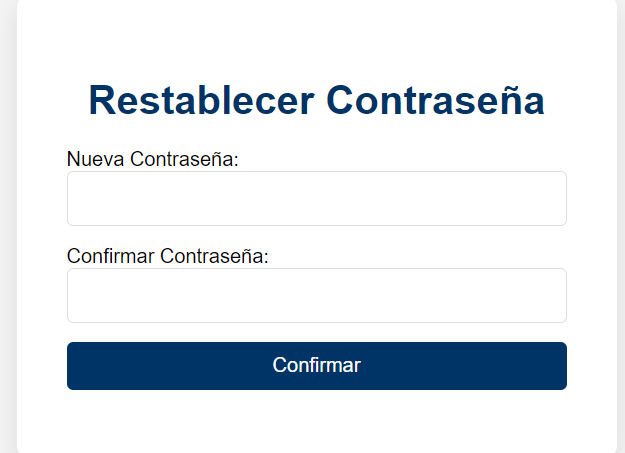 Restablecer Contraseña
Nueva Contraseña:
Confirmar Contraseña:
Confirmar